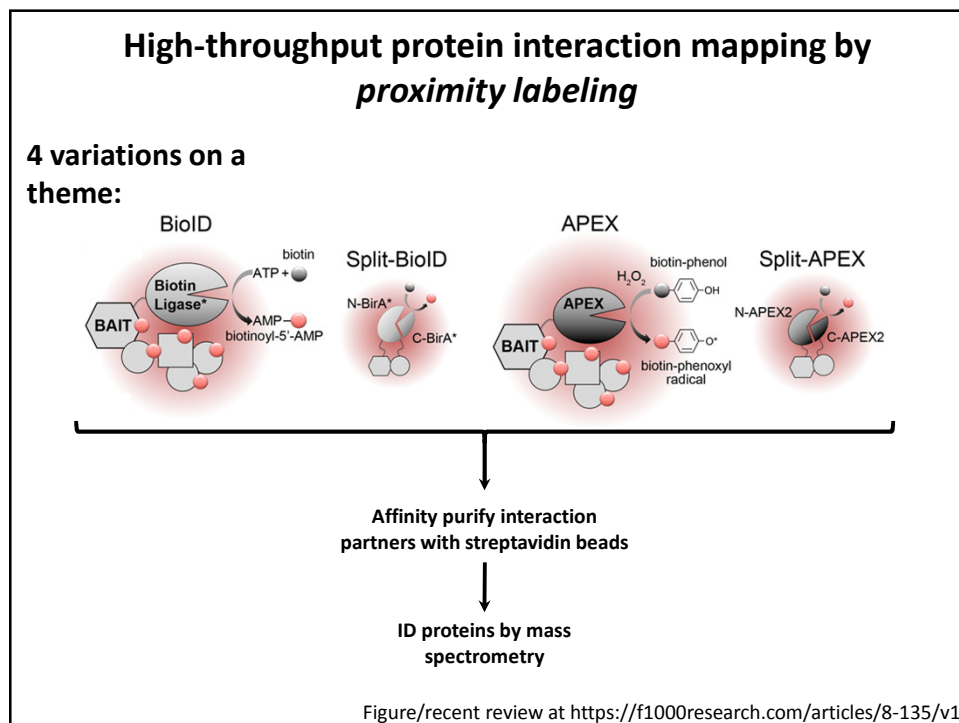 High-throughput protein interaction mapping by
proximity labeling
4 variations on a
theme:
BioID
biotin
ATP +
Biotin
Ligase*
BAIT
AMP
biotinoyl-5'-AMP
Split-BioID
N-BirA*
C-BirA*
APEX
biotin-phenol
H2O2
OH
APEX
BAIT
O*
biotin-phenoxyl
radical
Split-APEX
N-APEX2
C-APEX2
Affinity purify interaction
partners with streptavidin beads
ID proteins by mass
spectrometry
Figure/recent review at https://f1000research.com/articles/8-135/v1